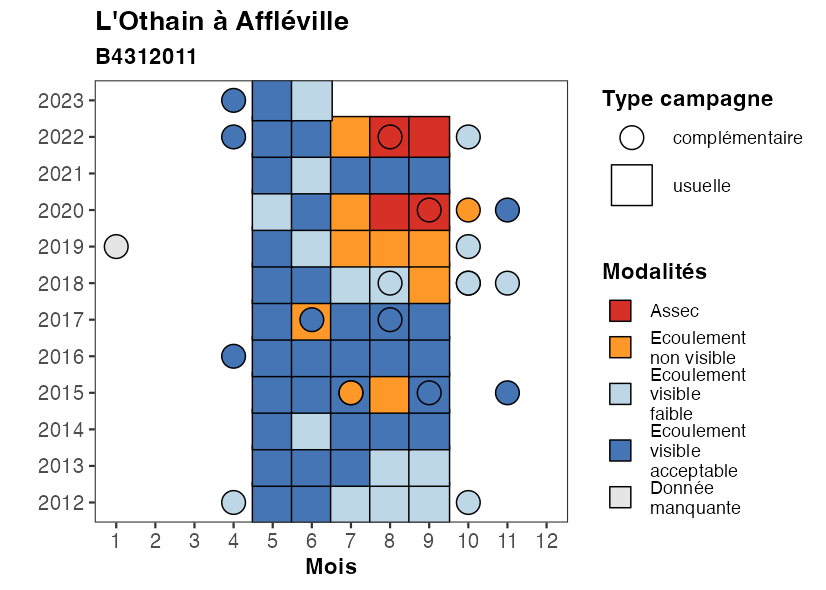 L'Othain à Affléville
B4312011
2023
2022
2021
2020
2019
2018
2017
2016
2015
2014
2013
2012
1 2 3 4 5 6 7 8 9 10 11 12
Mois
Type campagne
complémentaire
usuelle
Modalités
Assec
Ecoulement
non visible
Ecoulement
visible
faible
Ecoulement
visible
acceptable
Donnée
manquante